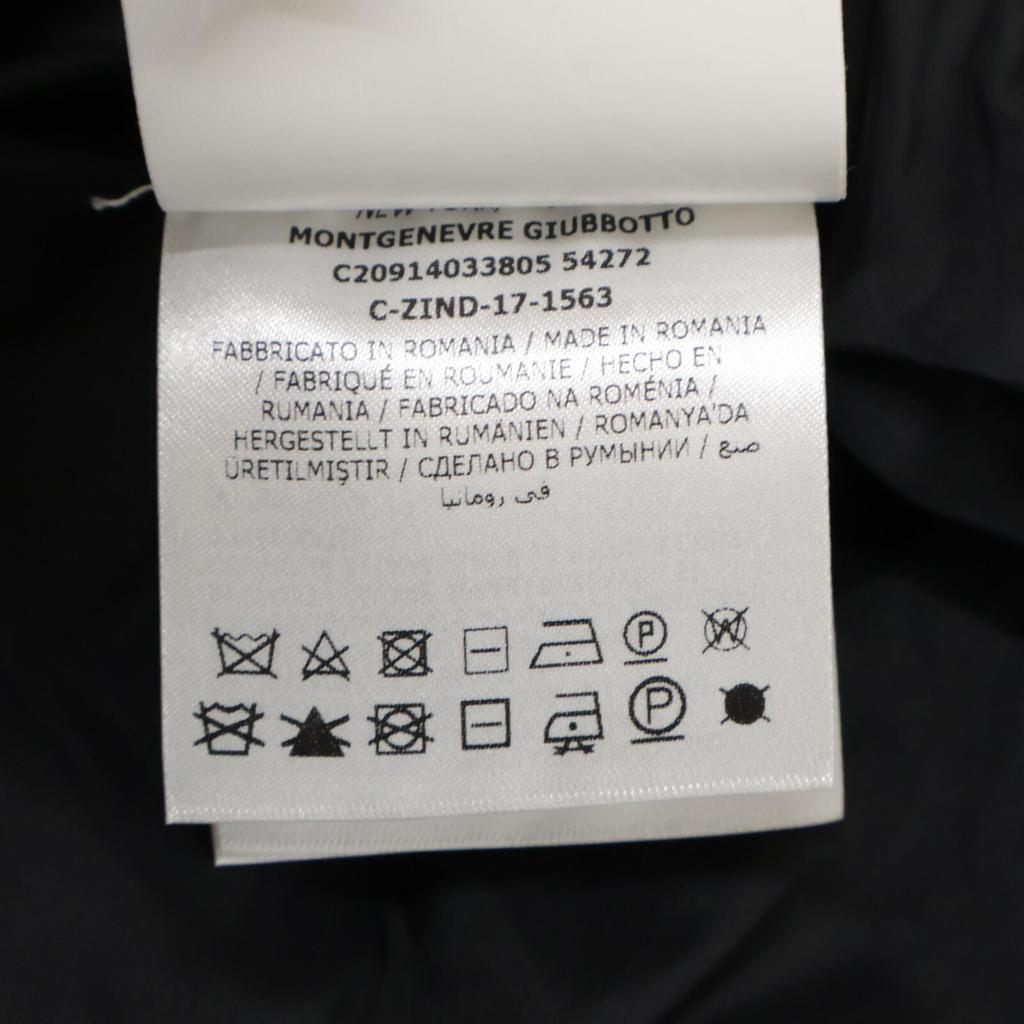 MONTGENEVRE GIUBBOTTO
C20914033805 54272
C-ZIND-17-1563
FABBRICATO IN ROMANIA / MADE IN ROMANIA
/ FABRIQUÉ EN ROUMANIE / HECHO EN
RUMANIA / FABRICADO NA ROMÉNIA /
HERGESTELLT IN RUMÄNIEN / ROMANYA'DA
ÜRETILMIŞTIR / СДЕЛАНО В РУМЫНИИ / صنع
في رومانيا
P W
P